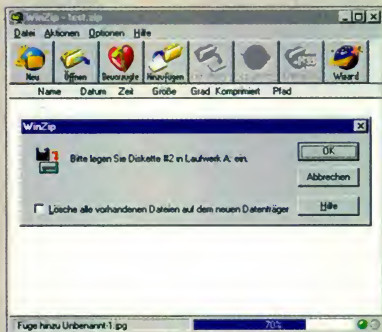 WinZip - test.zip
Datei Aktionen Optionen Hilfe
Neu Öffnen Bevorzugte Hinzufügen Wizard
Name Datum Zeit Größe Grad Komprimiert Pfad
WinZip
Bitte legen Sie Diskette #2 in Laufwerk A: ein.
OK
Abbrechen
Lösche alle vorhandenen Dateien auf dem neuen Datenträger
Hilfe
Füge hinzu Unbenannt-1.jpg 70%